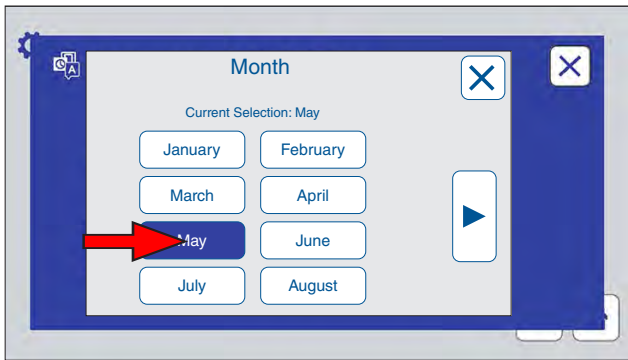 A
Month
Current Selection: May
January February
March April
May June
July August